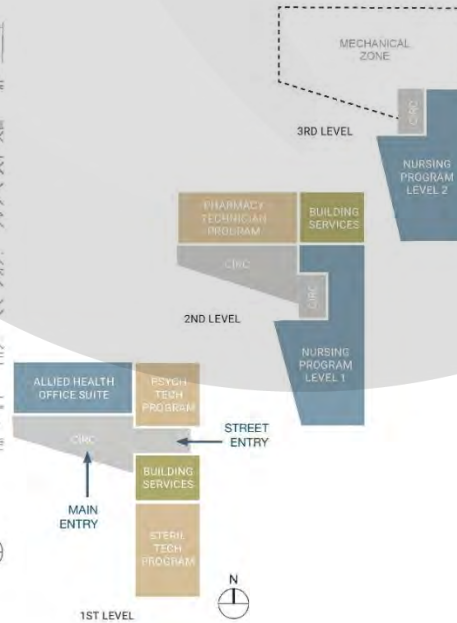 MECHANICAL
ZONE
CIRC
3RD LEVEL
NURSING
PROGRAM
LEVEL 2
PHARMACY
TECHNICIAN
PROGRAM
BUILDING
SERVICES
CIRC
CIRC
2ND LEVEL
NURSING
PROGRAM
LEVEL 1
ALLIED HEALTH
OFFICE SUITE
PSYCH
TECH
PROGRAM
CIRC
STREET
ENTRY
BUILDING
SERVICES
MAIN
ENTRY
STERIL
TECH
PROGRAM
N
1ST LEVEL